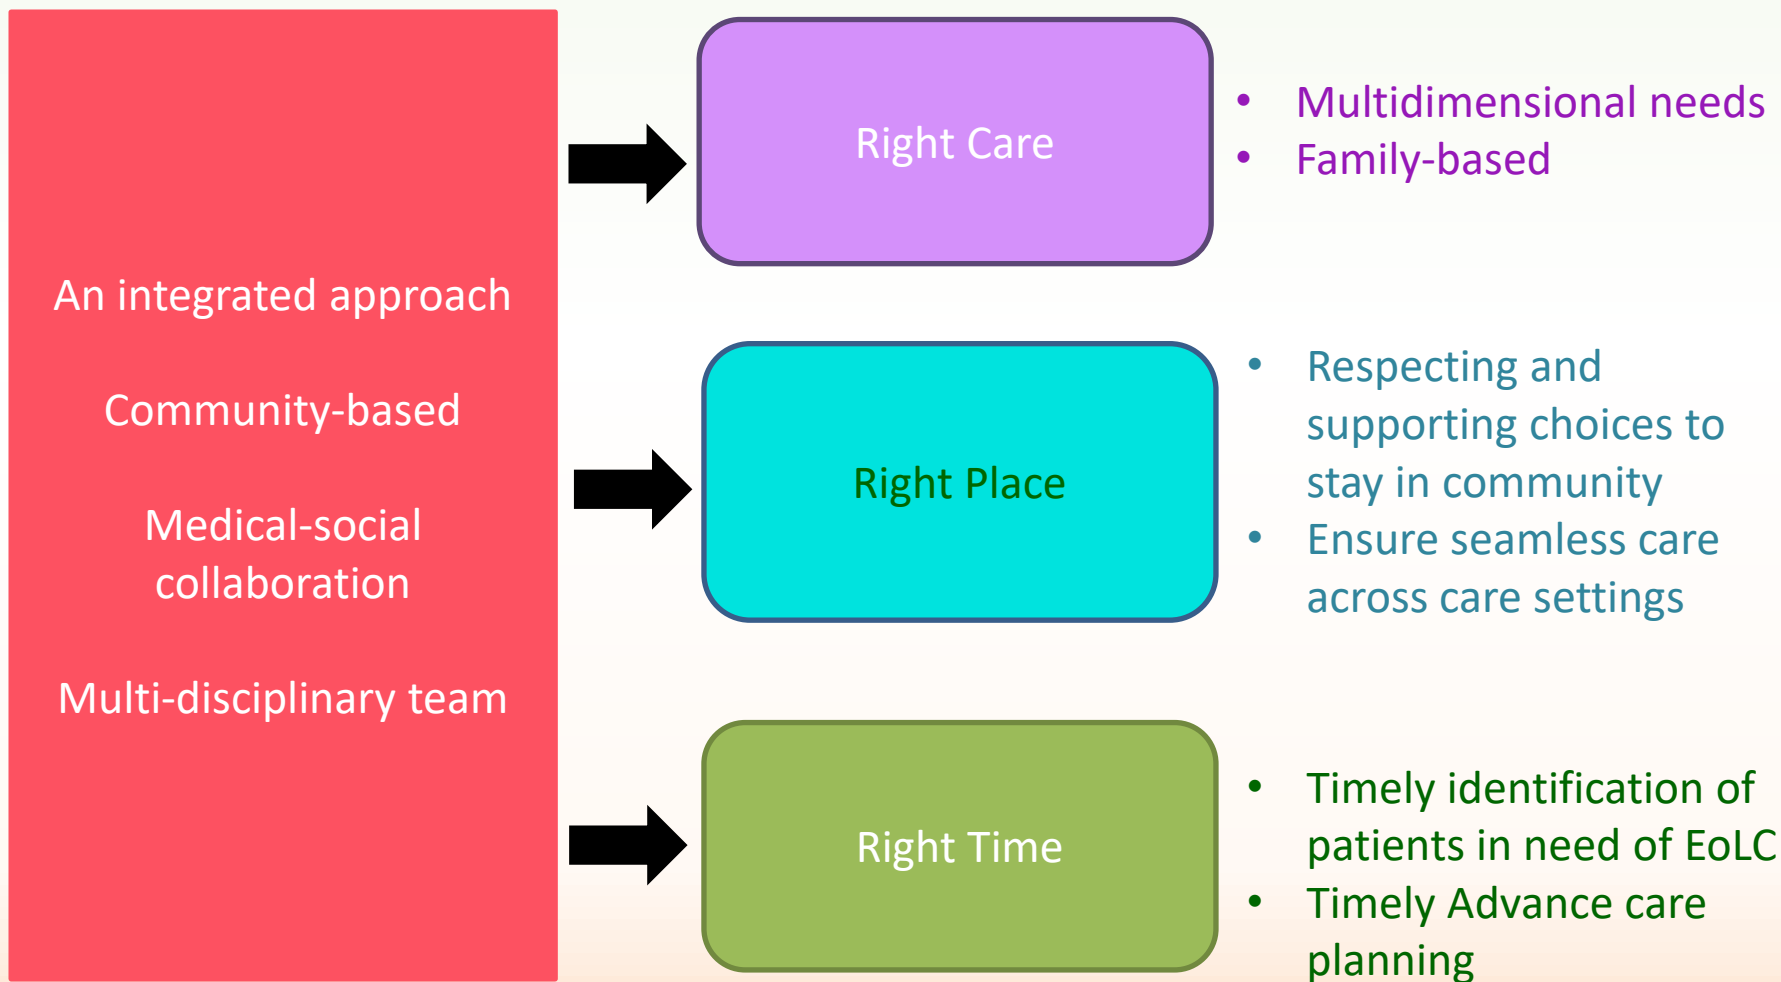 An integrated approach
Community-based
Medical-social
collaboration
Multi-disciplinary team
Right Care
• Multidimensional needs
• Family-based
Right Place
• Respecting and
supporting choices to
stay in community
• Ensure seamless care
across care settings
Right Time
• Timely identification of
patients in need of EoLC
• Timely Advance care
planning